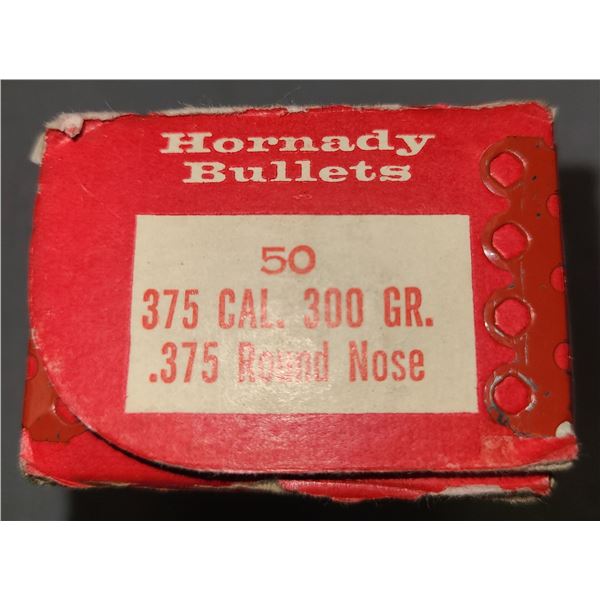 Hornady
Bullets
50
375 CAL. 300 GR.
.375 Round Nose